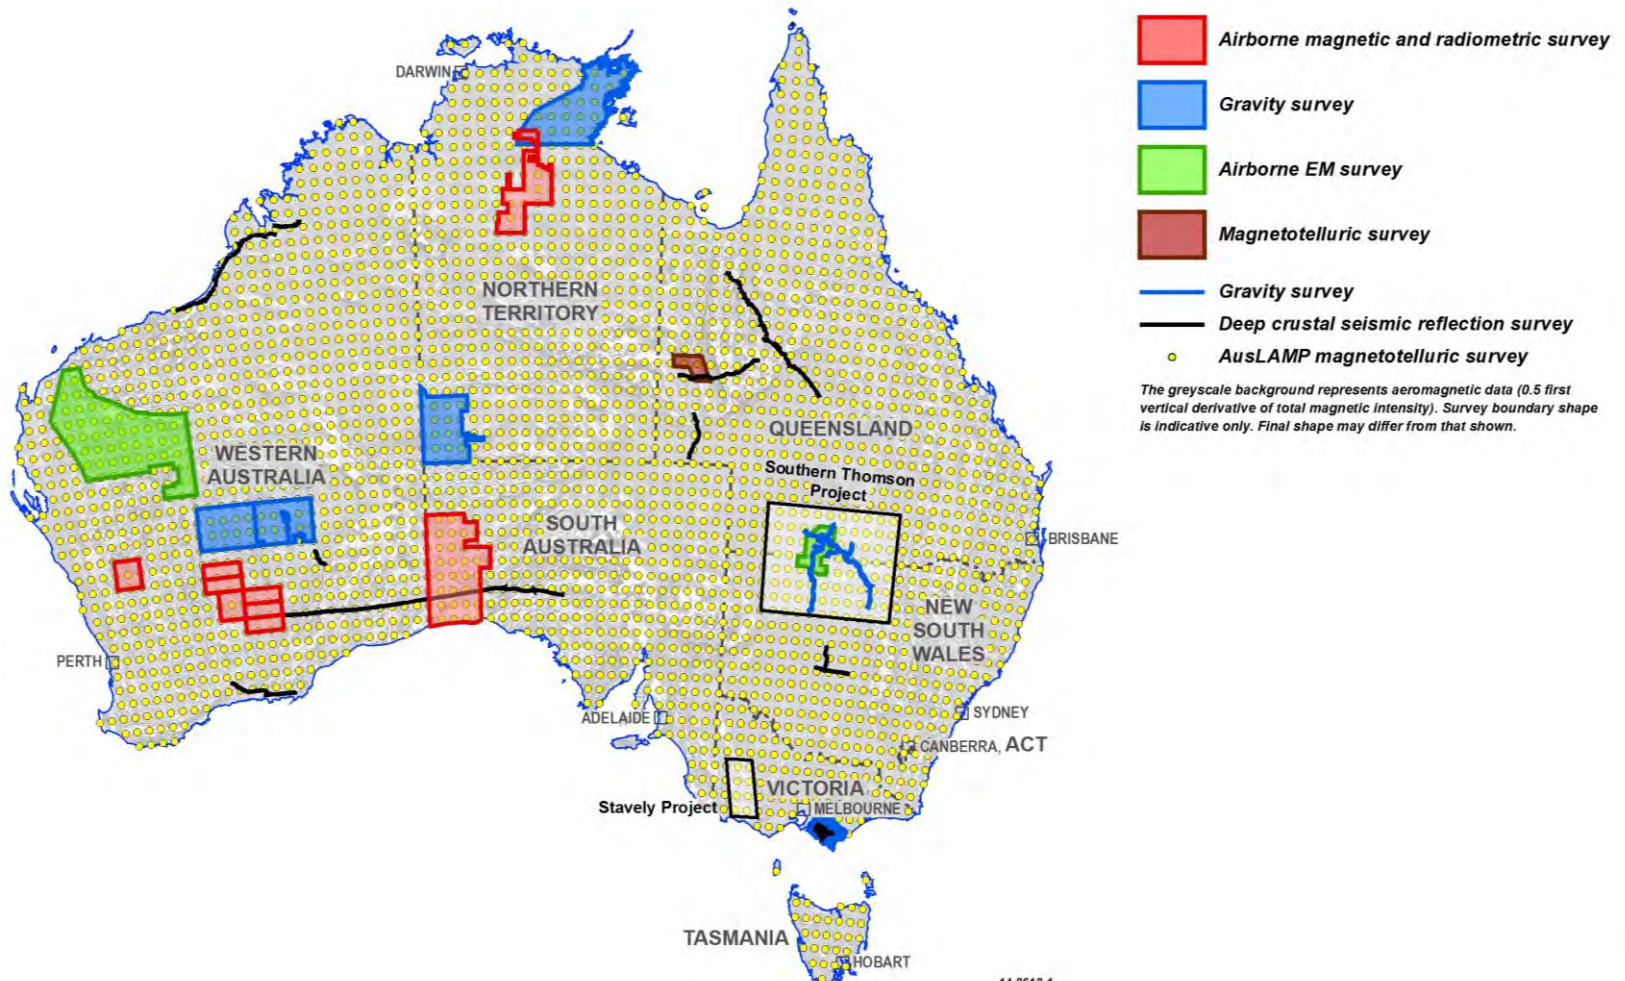 DARWIN
NORTHERN
TERRITORY
WESTERN
AUSTRALIA
QUEENSLAND
Southern Thomson
Project
SOUTH
AUSTRALIA
BRISBANE
NEW
SOUTH
WALES
PERTH
ADELAIDE
SYDNEY
CANBERRA, ACT
VICTORIA
Stavely Project
MELBOURNE
TASMANIA
HOBART
Airborne magnetic and radiometric survey
Gravity survey
Airborne EM survey
Magnetotelluric survey
Gravity survey
Deep crustal seismic reflection survey
AusLAMP magnetotelluric survey
The greyscale background represents aeromagnetic data (0.5 first
vertical derivative of total magnetic intensity). Survey boundary shape
is indicative only. Final shape may differ from that shown.